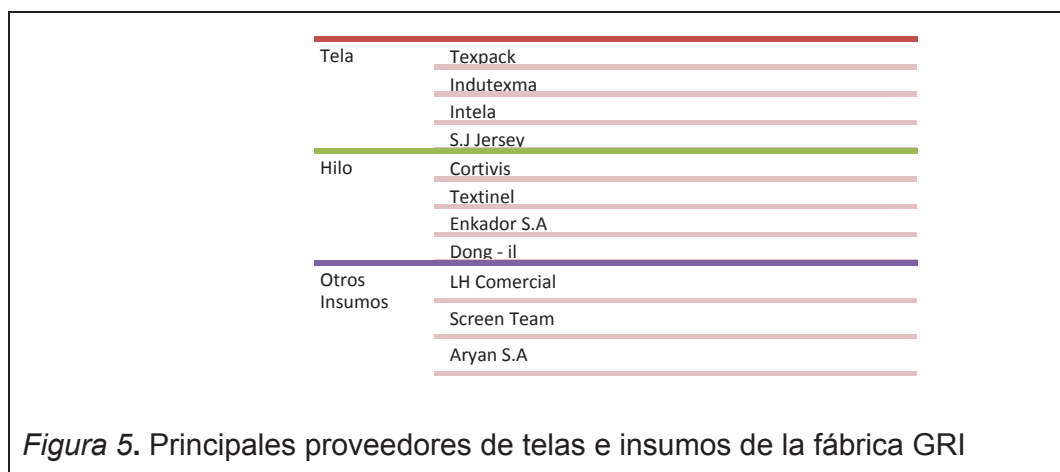 Tela
Texpack
Indutexma
Intela
S.J Jersey
Hilo
Cortivis
Textinel
Enkador S.A
Dong - il
Otros
Insumos
LH Comercial
Screen Team
Aryan S.A
Figura 5. Principales proveedores de telas e insumos de la fábrica GRI